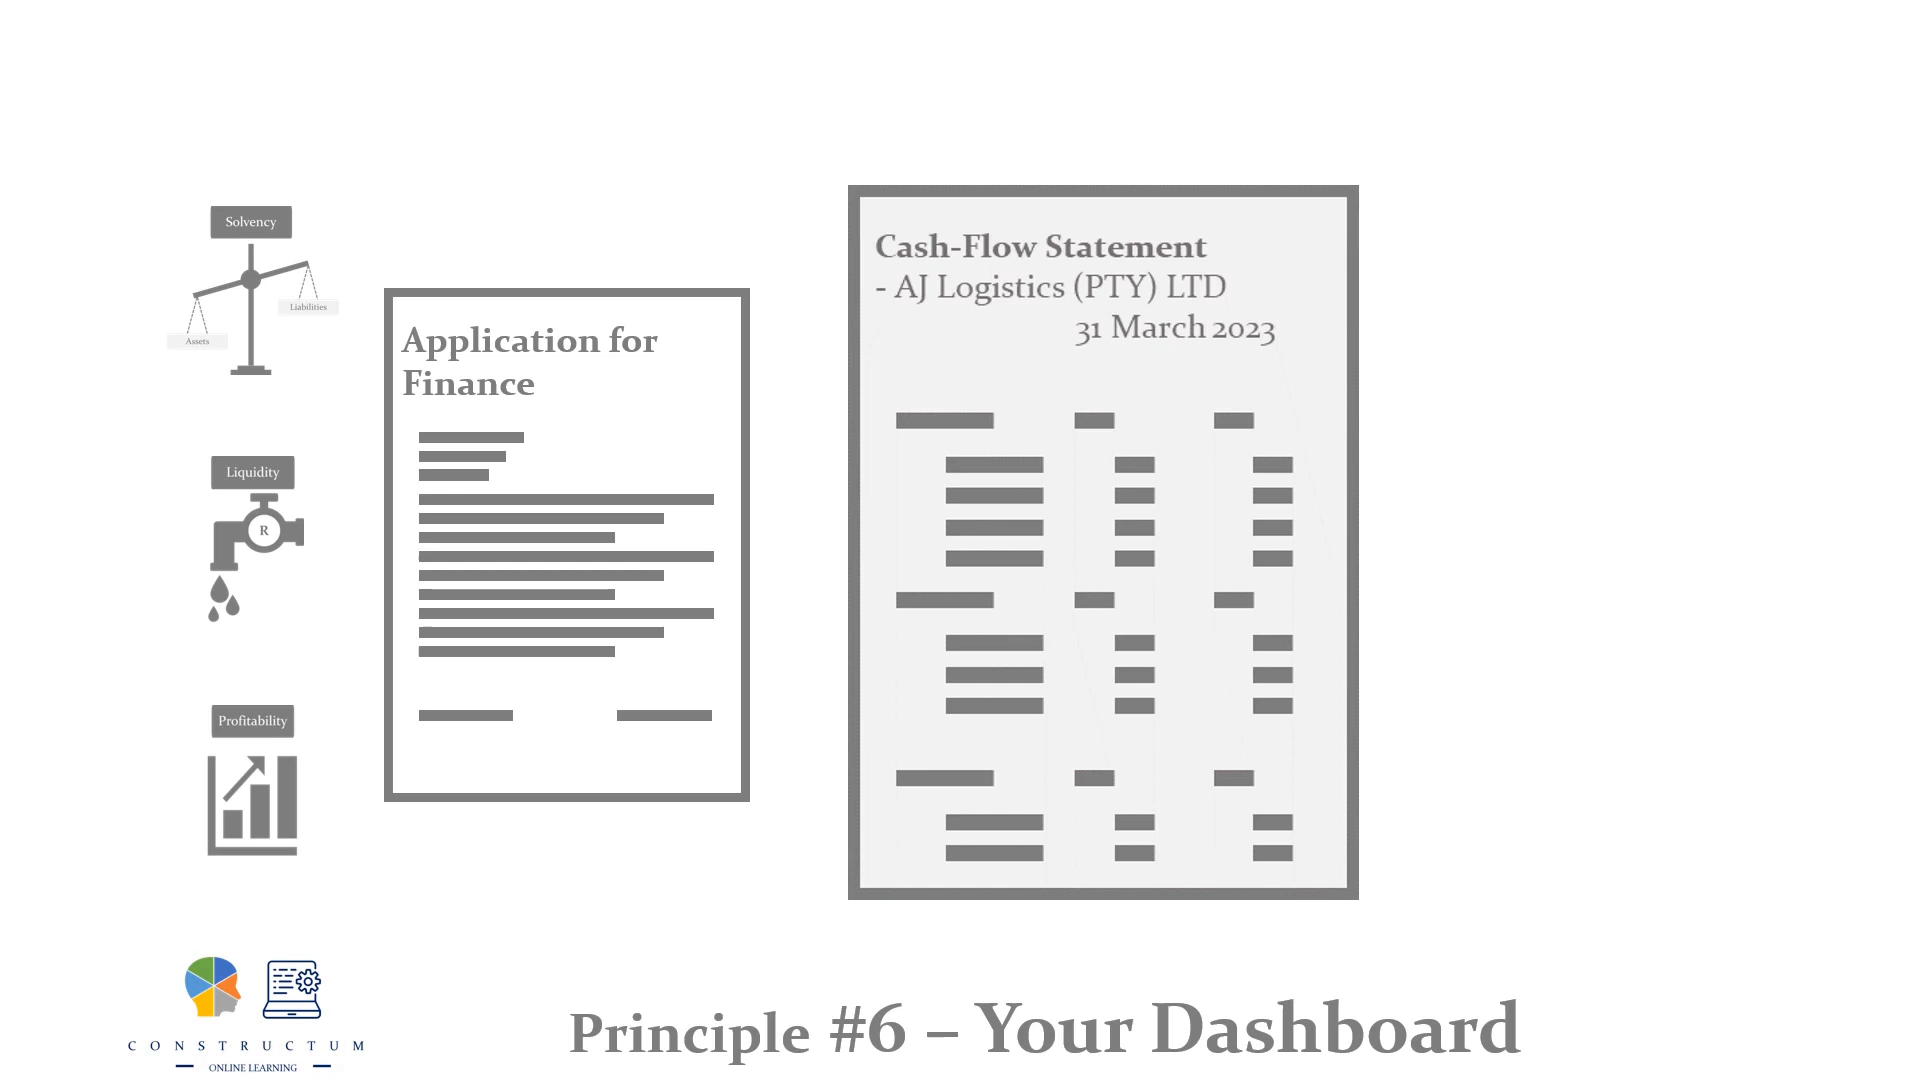 Solvency
Liabilities
Assets
Liquidity
R
Profitability
Application for
Finance
Cash-Flow Statement
- AJ Logistics (PTY) LTD
31 March 2023
CONSTRUCTUM
ONLINE LEARNING
Principle #6 – Your Dashboard